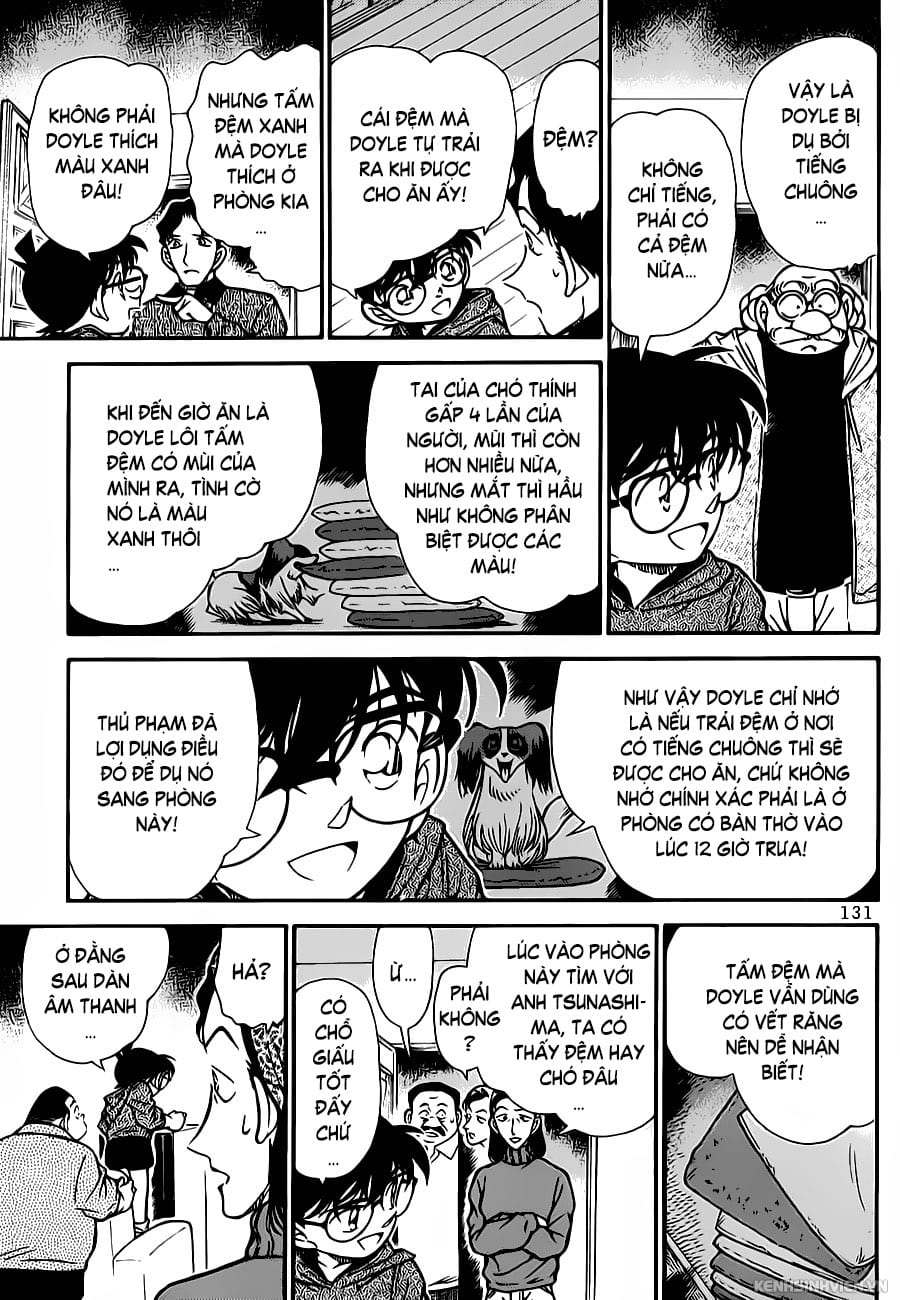 VẬY LÀ
DOYLE BỊ
DỤ BỞI
TIẾNG
CHUÔNG
...
KHÔNG
CHỈ TIẾNG,
PHẢI CÓ
CẢ ĐỆM
NỮA...
ĐỆM?
CÁI ĐỆM MÀ
DOYLE TỰ TRẢI
RA KHI ĐƯỢC
CHO ĂN ẤY!
NHƯNG TẤM
ĐỆM XANH
MÀ DOYLE
THÍCH Ở
PHÒNG KIA
...
KHÔNG PHẢI
DOYLE THÍCH
MÀU XANH
ĐÂU!
TAI CỦA CHÓ THÍNH
GẤP 4 LẦN CỦA
NGƯỜI, MŨI THÌ CÒN
HƠN NHIỀU NỮA,
NHƯNG MẮT THÌ HẦU
NHƯ KHÔNG PHÂN
BIỆT ĐƯỢC CÁC
MÀU!
KHI ĐẾN GIỜ ĂN LÀ
DOYLE LÔI TẤM
ĐỆM CÓ MÙI CỦA
MÌNH RA, TÌNH CỜ
NÓ LÀ MÀU
XANH THÔI
...
NHƯ VẬY DOYLE CHỈ NHỚ
LÀ NẾU TRẢI ĐỆM Ở NƠI
CÓ TIẾNG CHUÔNG THÌ SẼ
ĐƯỢC CHO ĂN, CHỨ KHÔNG
NHỚ CHÍNH XÁC PHẢI LÀ Ở
PHÒNG CÓ BÀN THỜ VÀO
LÚC 12 GIỜ TRƯA!
THỦ PHẠM ĐÃ
LỢI DỤNG ĐIỀU
ĐÓ ĐỂ DỤ NÓ
SANG PHÒNG
NÀY!
131
TẤM ĐỆM MÀ
DOYLE VẪN DÙNG
CÓ VẾT RĂNG
NÊN DỄ NHẬN
BIẾT!
LÚC VÀO PHÒNG
NÀY TÌM VỚI
ANH TSUNASHI-
MA, TA CÓ
THẤY ĐỆM HAY
CHÓ ĐÂU
...
PHẢI
KHÔNG
?
Ừ...
CÓ
CHỖ
GIẤU
TỐT
ĐẤY
CHỨ
...
HẢ?
Ở ĐẰNG
SAU DÀN
ÂM THANH
...
KENHSINHVIEN.VN